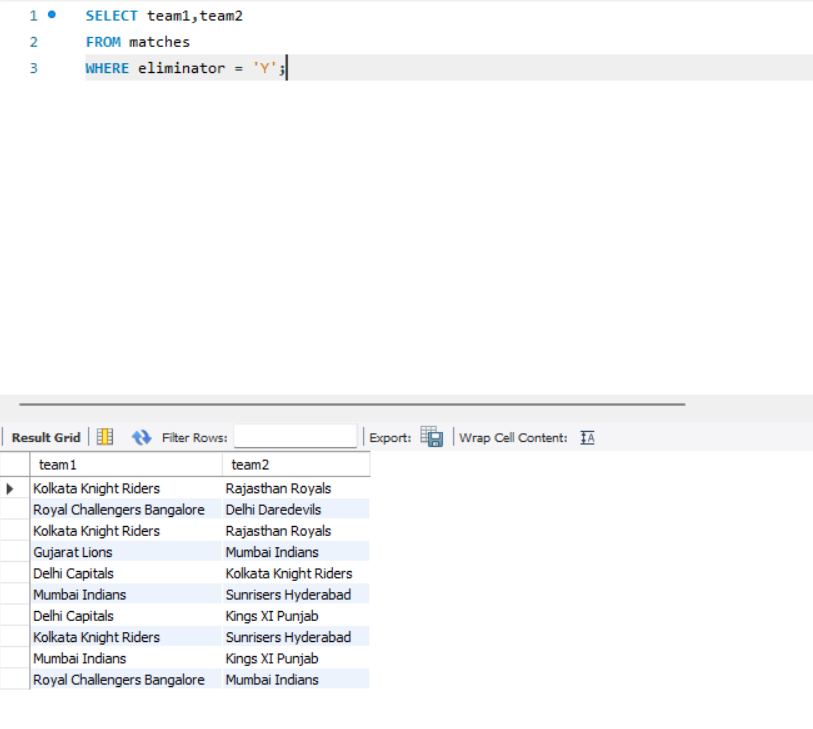 1 SELECT team1,team2
2 FROM matches
3 WHERE eliminator = 'Y';
Result Grid Filter Rows: Export: Wrap Cell Content: IA
team1 team2
Kolkata Knight Riders Rajasthan Royals
Royal Challengers Bangalore Delhi Daredevils
Kolkata Knight Riders Rajasthan Royals
Gujarat Lions Mumbai Indians
Delhi Capitals Kolkata Knight Riders
Mumbai Indians Sunrisers Hyderabad
Delhi Capitals Kings XI Punjab
Kolkata Knight Riders Sunrisers Hyderabad
Mumbai Indians Kings XI Punjab
Royal Challengers Bangalore Mumbai Indians